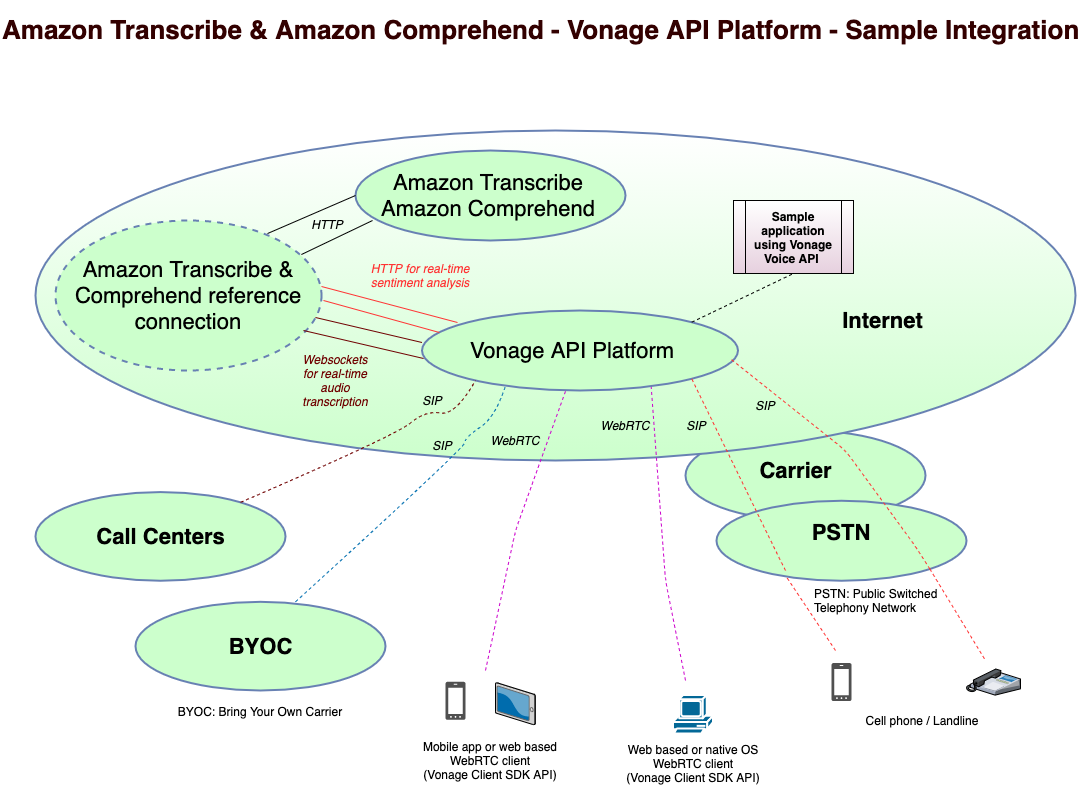 Amazon Transcribe & Amazon Comprehend - Vonage API Platform - Sample Integration
Amazon Transcribe
Amazon Comprehend
HTTP
Sample
application
using Vonage
Voice API
Amazon Transcribe &
Comprehend reference
connection
HTTP for real-time
sentiment analysis
Internet
Vonage API Platform
Websockets
for real-time
audio
transcription
SIP
SIP
WebRTC
WebRTC
SIP
SIP
Carrier
Call Centers
PSTN
PSTN: Public Switched
Telephony Network
BYOC
BYOC: Bring Your Own Carrier
Mobile app or web based
WebRTC client
(Vonage Client SDK API)
Web based or native OS
WebRTC client
(Vonage Client SDK API)
Cell phone / Landline